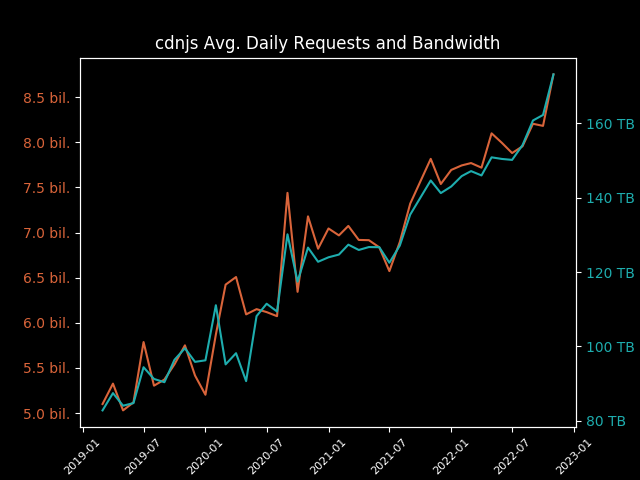 cdnjs Avg. Daily Requests and Bandwidth
8.5 bil.
8.0 bil.
7.5 bil.
7.0 bil.
6.5 bil.
6.0 bil.
5.5 bil.
5.0 bil.
160 TB
140 TB
120 TB
100 TB
80 TB
2019-01
2019-07
2020-01
2020-07
2021-01
2021-07
2022-01
2022-07
2023-01